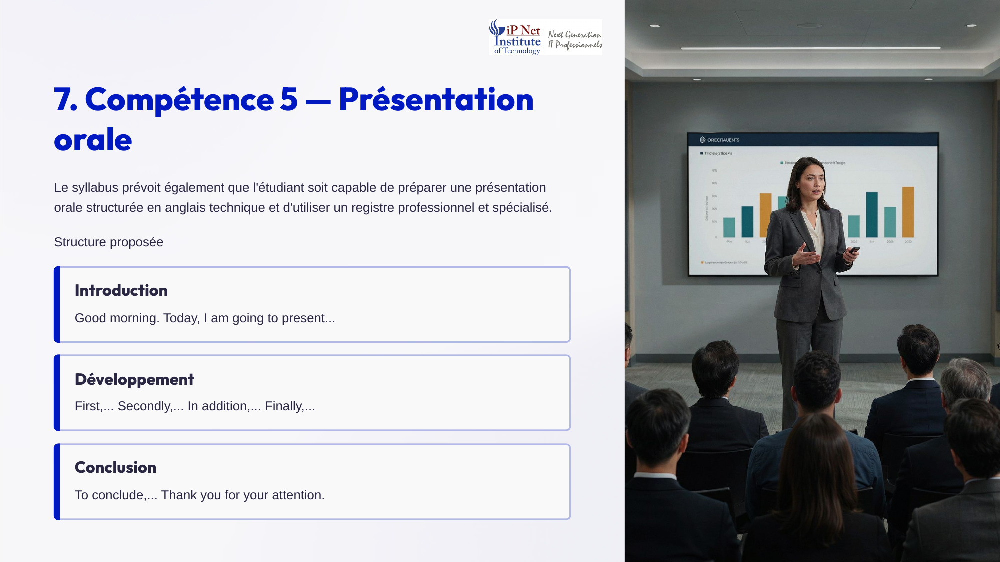 iP Net
Institute
of Technology
Next Generation
IT Professionnels
7. Compétence 5 — Présentation
orale
Le syllabus prévoit également que l'étudiant soit capable de préparer une présentation
orale structurée en anglais technique et d'utiliser un registre professionnel et spécialisé.
Structure proposée
Introduction
Good morning. Today, I am going to present...
Développement
First,... Secondly,... In addition,... Finally,...
Conclusion
To conclude,... Thank you for your attention.